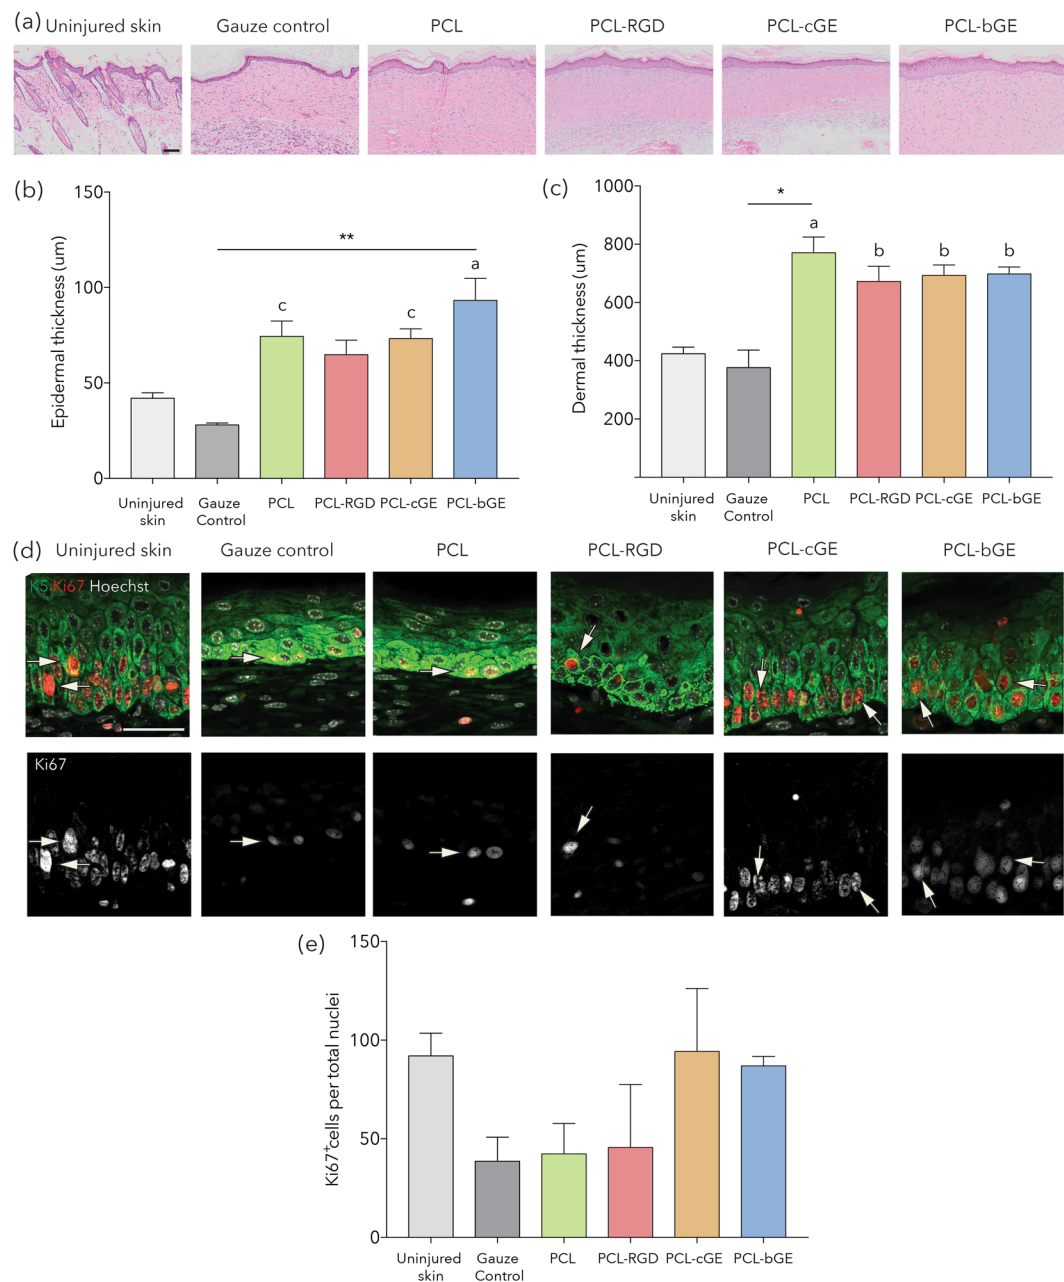 (a) Uninjured skin Gauze control PCL PCL-RGD PCL-cGE PCL-bGE
(b)
150
100
50
0
Epidermal thickness (um)
**
c
c
a
Uninjured skin
Gauze Control
PCL
PCL-RGD
PCL-cGE
PCL-bGE
(c)
1000
800
600
400
200
Dermal thickness (um)
*
a
b
b
b
Uninjured skin
Gauze Control
PCL
PCL-RGD
PCL-cGE
PCL-bGE
(d) Uninjured skin Gauze control PCL PCL-RGD PCL-cGE PCL-bGE
K5 Ki67 Hoechst
Ki67
(e)
150
100
50
0
Ki67+cells per total nuclei
Uninjured skin
Gauze Control
PCL
PCL-RGD
PCL-cGE
PCL-bGE